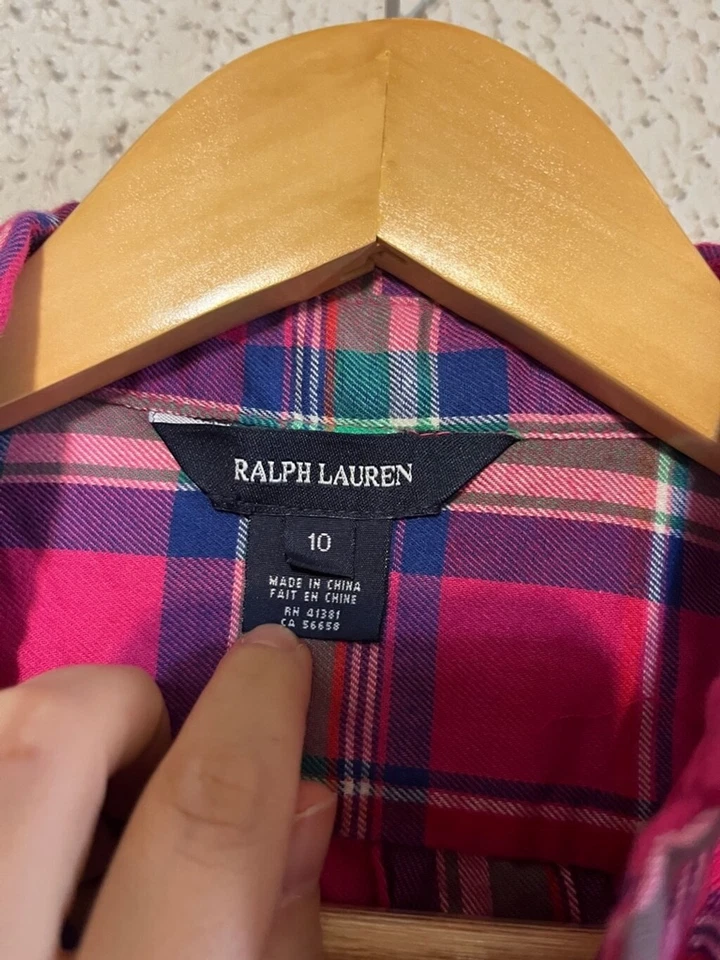 RALPH LAUREN
10
MADE IN CHINA
FAIT EN CHINE
RN 41381
CA 56658